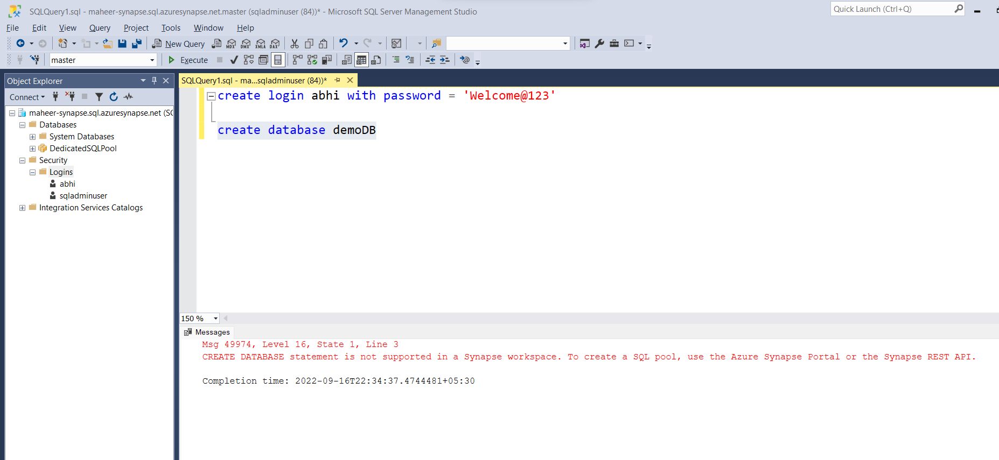 SQLQuery1.sql - maheer-synapse.sql.azuresynapse.net.master (sqladminuser (84))* - Microsoft SQL Server Management Studio
Quick Launch (Ctrl+Q)
File Edit View Query Project Tools Window Help
New Query MDX DMX XMLA DAX
master Execute
Object Explorer
SQLQuery1.sql - ma...sqladminuser (84))*
Connect
create login abhi with password = 'Welcome@123'
maheer-synapse.sql.azuresynapse.net (SQ
Databases
create database demoDB
System Databases
DedicatedSQLPool
Security
Logins
abhi
sqladminuser
Integration Services Catalogs
150 %
Messages
Msg 49974, Level 16, State 1, Line 3
CREATE DATABASE statement is not supported in a Synapse workspace. To create a SQL pool, use the Azure Synapse Portal or the Synapse REST API.
Completion time: 2022-09-16T22:34:37.4744481+05:30